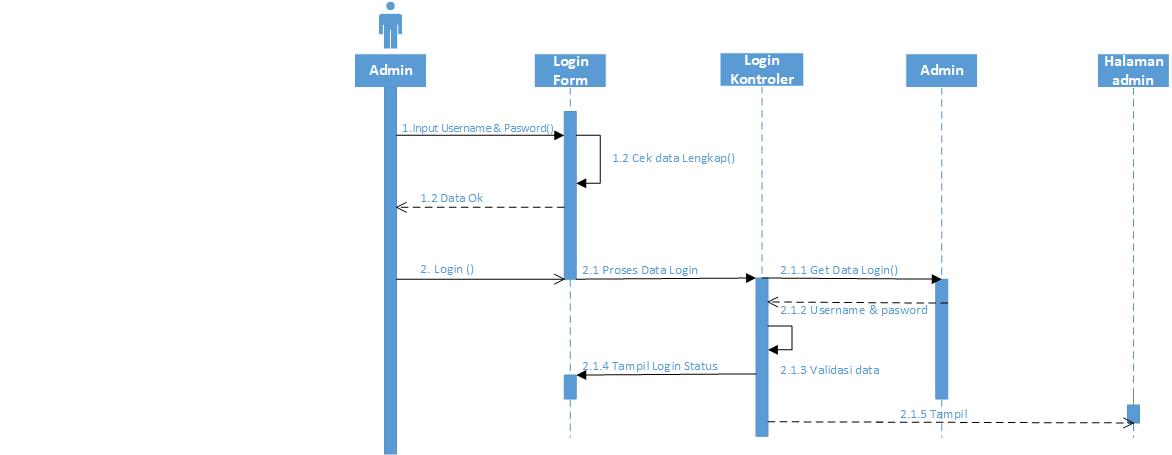 Admin
Login
Form
Login
Kontroler
Admin
Halaman
admin
1.Input Username & Pasword()
1.2 Cek data Lengkap()
1.2 Data Ok
2. Login ()
2.1 Proses Data Login
2.1.1 Get Data Login()
2.1.2 Username & pasword
2.1.4 Tampil Login Status
2.1.3 Validasi data
2.1.5 Tampil